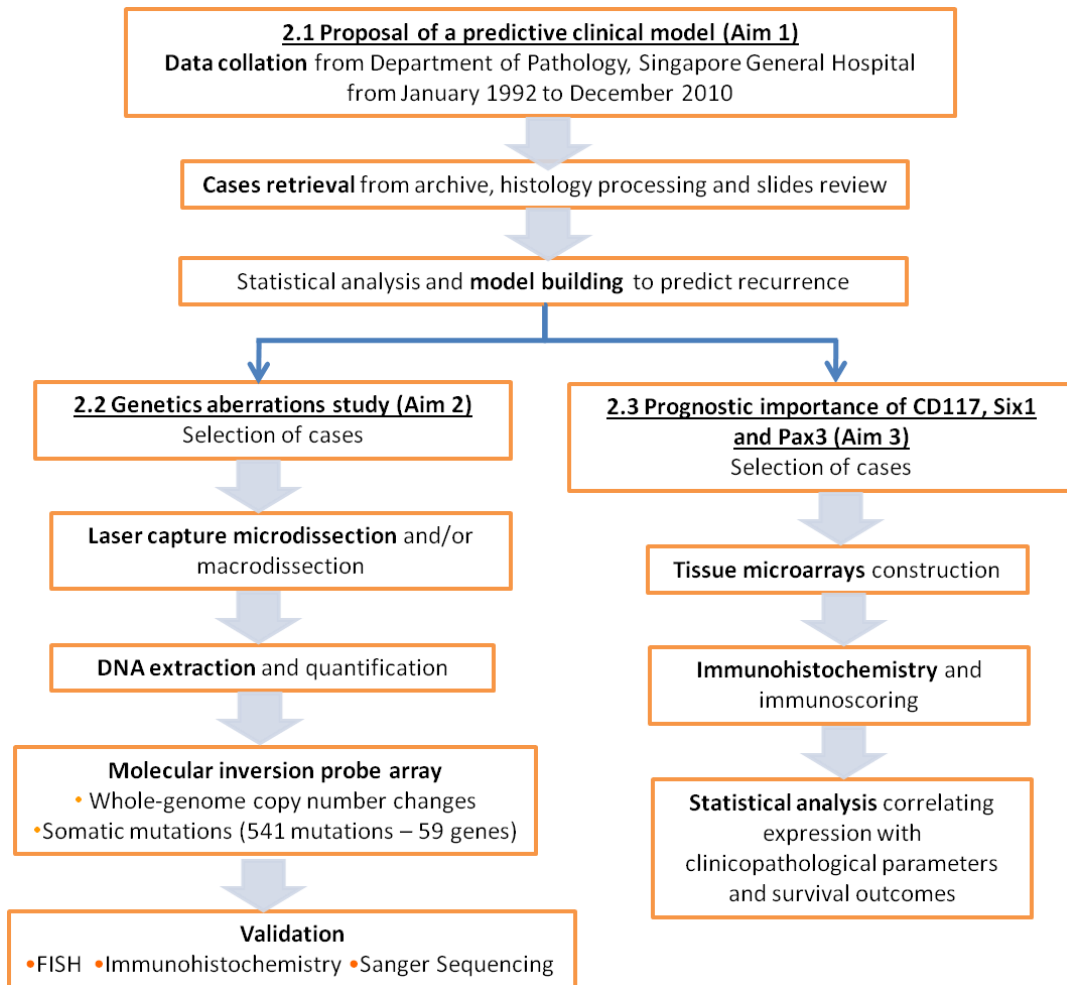 2.1 Proposal of a predictive clinical model (Aim 1)
Data collation from Department of Pathology, Singapore General Hospital
from January 1992 to December 2010
Cases retrieval from archive, histology processing and slides review
Statistical analysis and model building to predict recurrence
2.2 Genetics aberrations study (Aim 2)
Selection of cases
Laser capture microdissection and/or
macrodissection
DNA extraction and quantification
Molecular inversion probe array
• Whole-genome copy number changes
•Somatic mutations (541 mutations – 59 genes)
Validation
•FISH •Immunohistochemistry •Sanger Sequencing
2.3 Prognostic importance of CD117, Six1
and Pax3 (Aim 3)
Selection of cases
Tissue microarrays construction
Immunohistochemistry and
immunoscoring
Statistical analysis correlating
expression with
clinicopathological parameters
and survival outcomes